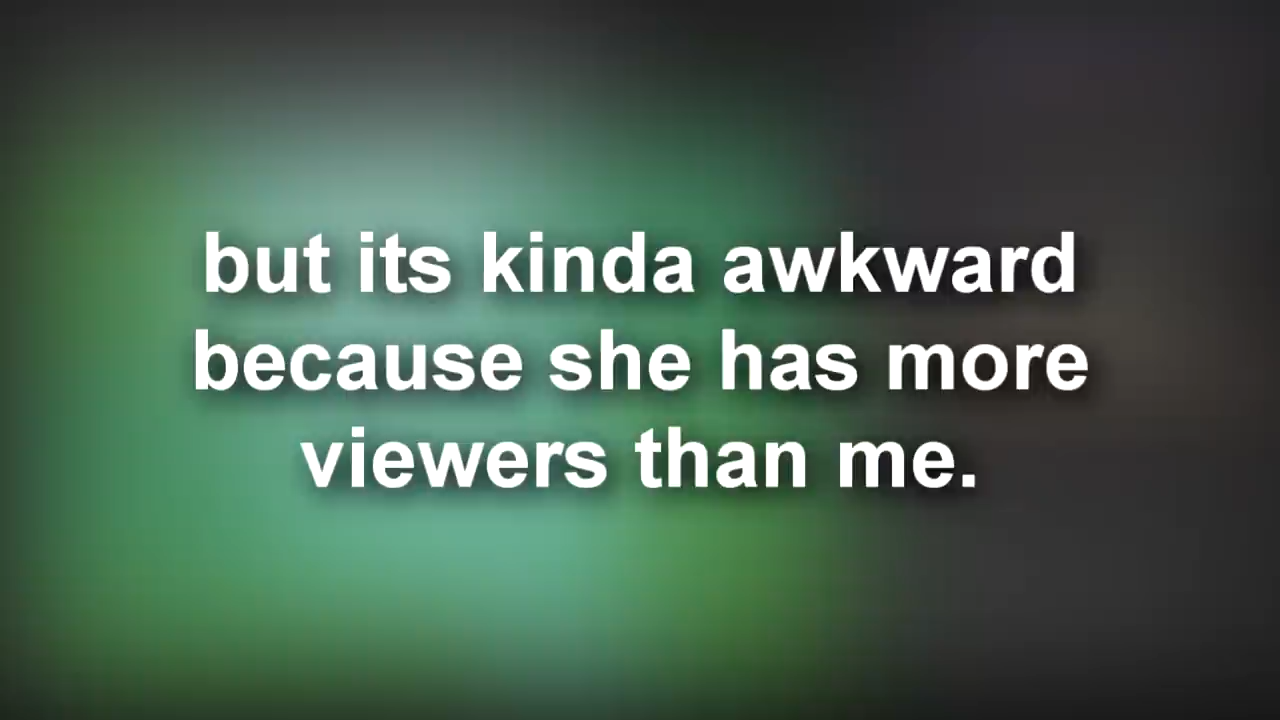 but its kinda awkward
because she has more
viewers than me.